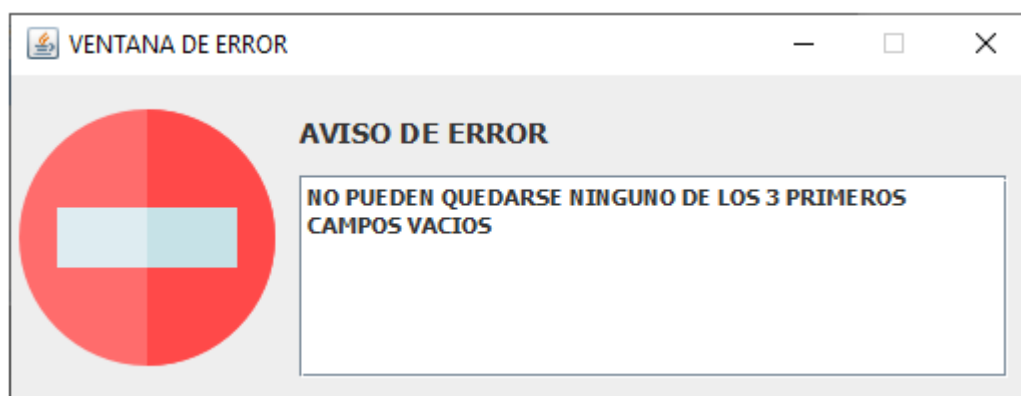 VENTANA DE ERROR
AVISO DE ERROR
NO PUEDEN QUEDARSE NINGUNO DE LOS 3 PRIMEROS
CAMPOS VACIOS